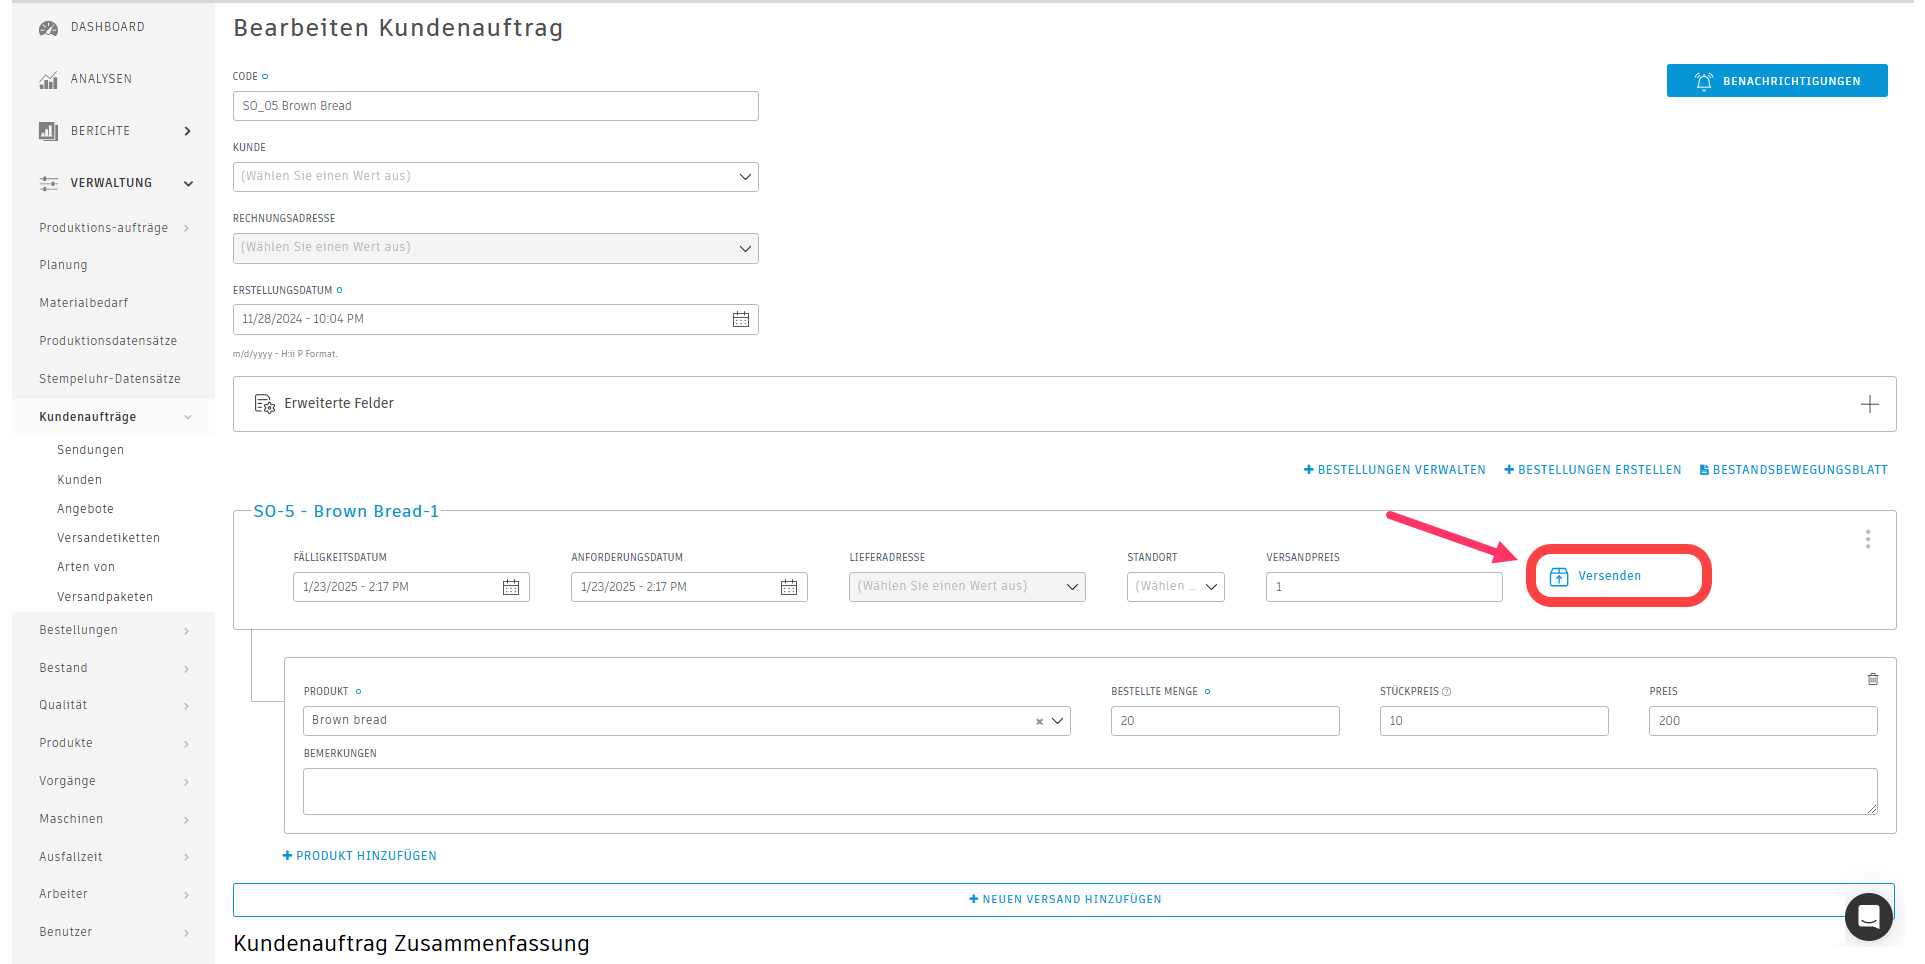 DASHBOARD
ANALYSEN
BERICHTE
VERWALTUNG
Produktions-aufträge
Planung
Materialbedarf
Produktionsdatensätze
Stempeluhr-Datensätze
Kundenaufträge
Sendungen
Kunden
Angebote
Versandetiketten
Arten von
Versandpaketen
Bestellungen
Bestand
Qualität
Produkte
Vorgänge
Maschinen
Ausfallzeit
Arbeiter
Benutzer
Bearbeiten Kundenauftrag
BENACHRICHTIGUNGEN
CODE
SO_05 Brown Bread
KUNDE
(Wählen Sie einen Wert aus)
RECHNUNGSADRESSE
(Wählen Sie einen Wert aus)
ERSTELLUNGSDATUM
11/28/2024 - 10:04 PM
m/d/yyyy - H:ii P Format.
Erweiterte Felder
BESTELLUNGEN VERWALTEN BESTELLUNGEN ERSTELLEN BESTANDSBEWEGUNGSBLATT
SO-5 - Brown Bread-1
FÄLLIGKEITSDATUM ANFORDERUNGSDATUM LIEFERADRESSE STANDORT VERSANDPREIS
1/23/2025 - 2:17 PM 1/23/2025 - 2:17 PM (Wählen Sie einen Wert aus) (Wählen ... 1 Versenden
PRODUKT BESTELLTE MENGE STÜCKPREIS PREIS
Brown bread 20 10 200
BEMERKUNGEN
PRODUKT HINZUFÜGEN
NEUEN VERSAND HINZUFÜGEN
Kundenauftrag Zusammenfassung